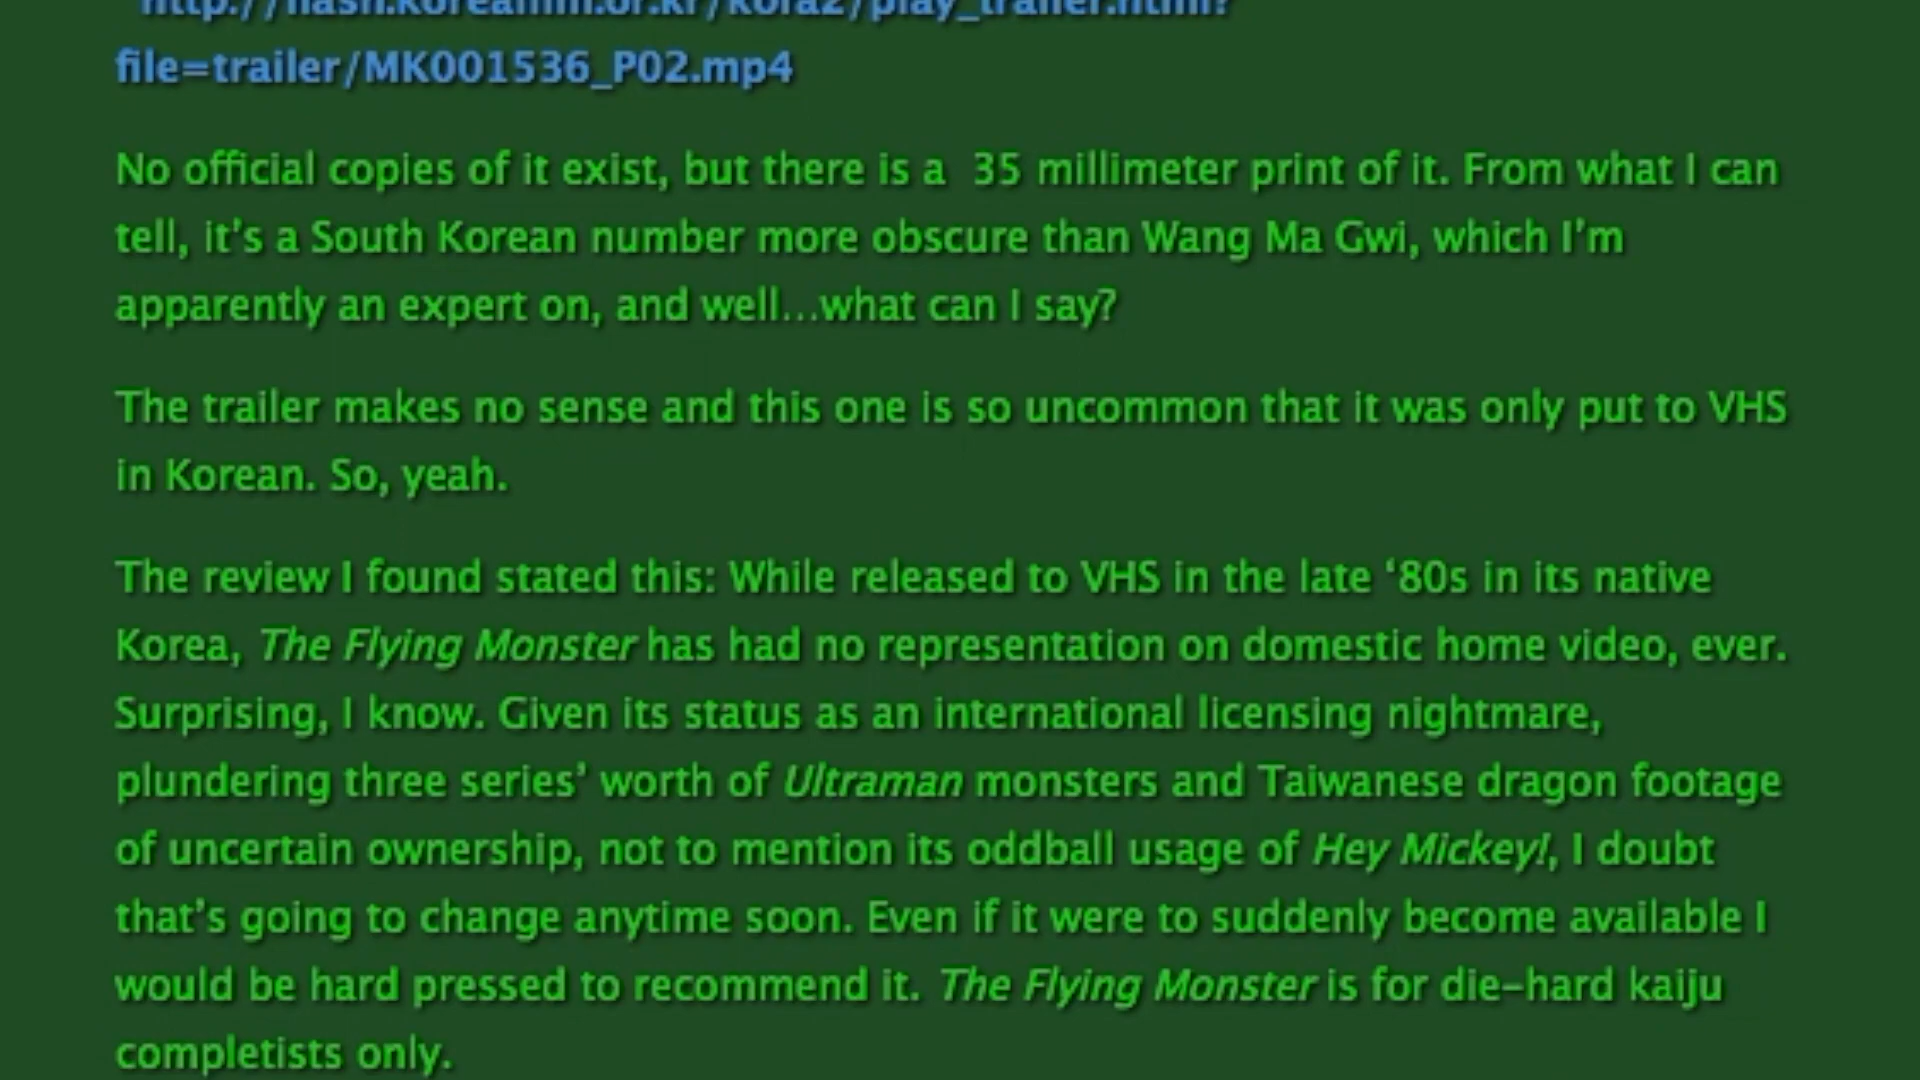 http://flash.koreafilm.or.kr/kofa2/play_trailer.html?
file=trailer/MK001536_P02.mp4
No official copies of it exist, but there is a  35 millimeter print of it. From what I can
tell, it's a South Korean number more obscure than Wang Ma Gwi, which I'm
apparently an expert on, and well…what can I say?
The trailer makes no sense and this one is so uncommon that it was only put to VHS
in Korean. So, yeah.
The review I found stated this: While released to VHS in the late ‘80s in its native
Korea, The Flying Monster has had no representation on domestic home video, ever.
Surprising, I know. Given its status as an international licensing nightmare,
plundering three series’ worth of Ultraman monsters and Taiwanese dragon footage
of uncertain ownership, not to mention its oddball usage of Hey Mickey!, I doubt
that’s going to change anytime soon. Even if it were to suddenly become available I
would be hard pressed to recommend it. The Flying Monster is for die–hard kaiju
completists only.